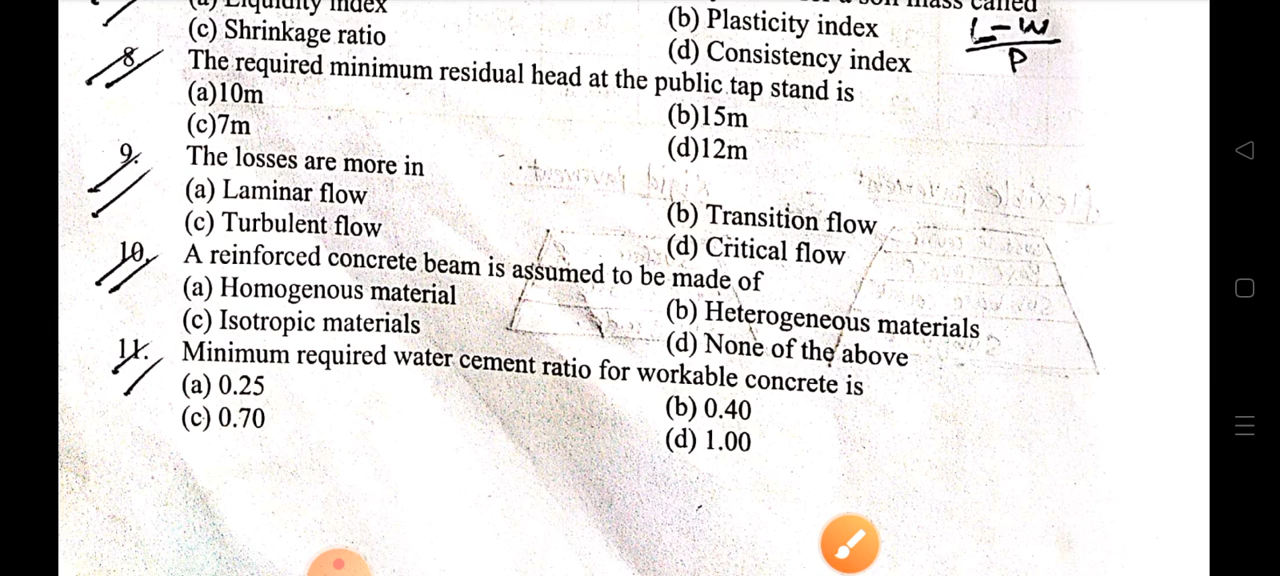 (a) Liquidity index
(b) Plasticity index
(c) Shrinkage ratio
(d) Consistency index
L-W
P
8. The required minimum residual head at the public tap stand is
(a)10m
(b)15m
(c)7m
(d)12m
9. The losses are more in
(a) Laminar flow
(b) Transition flow
(c) Turbulent flow
(d) Critical flow
10. A reinforced concrete beam is assumed to be made of
(a) Homogenous material
(b) Heterogeneous materials
(c) Isotropic materials
(d) None of the above
11. Minimum required water cement ratio for workable concrete is
(a) 0.25
(b) 0.40
(c) 0.70
(d) 1.00